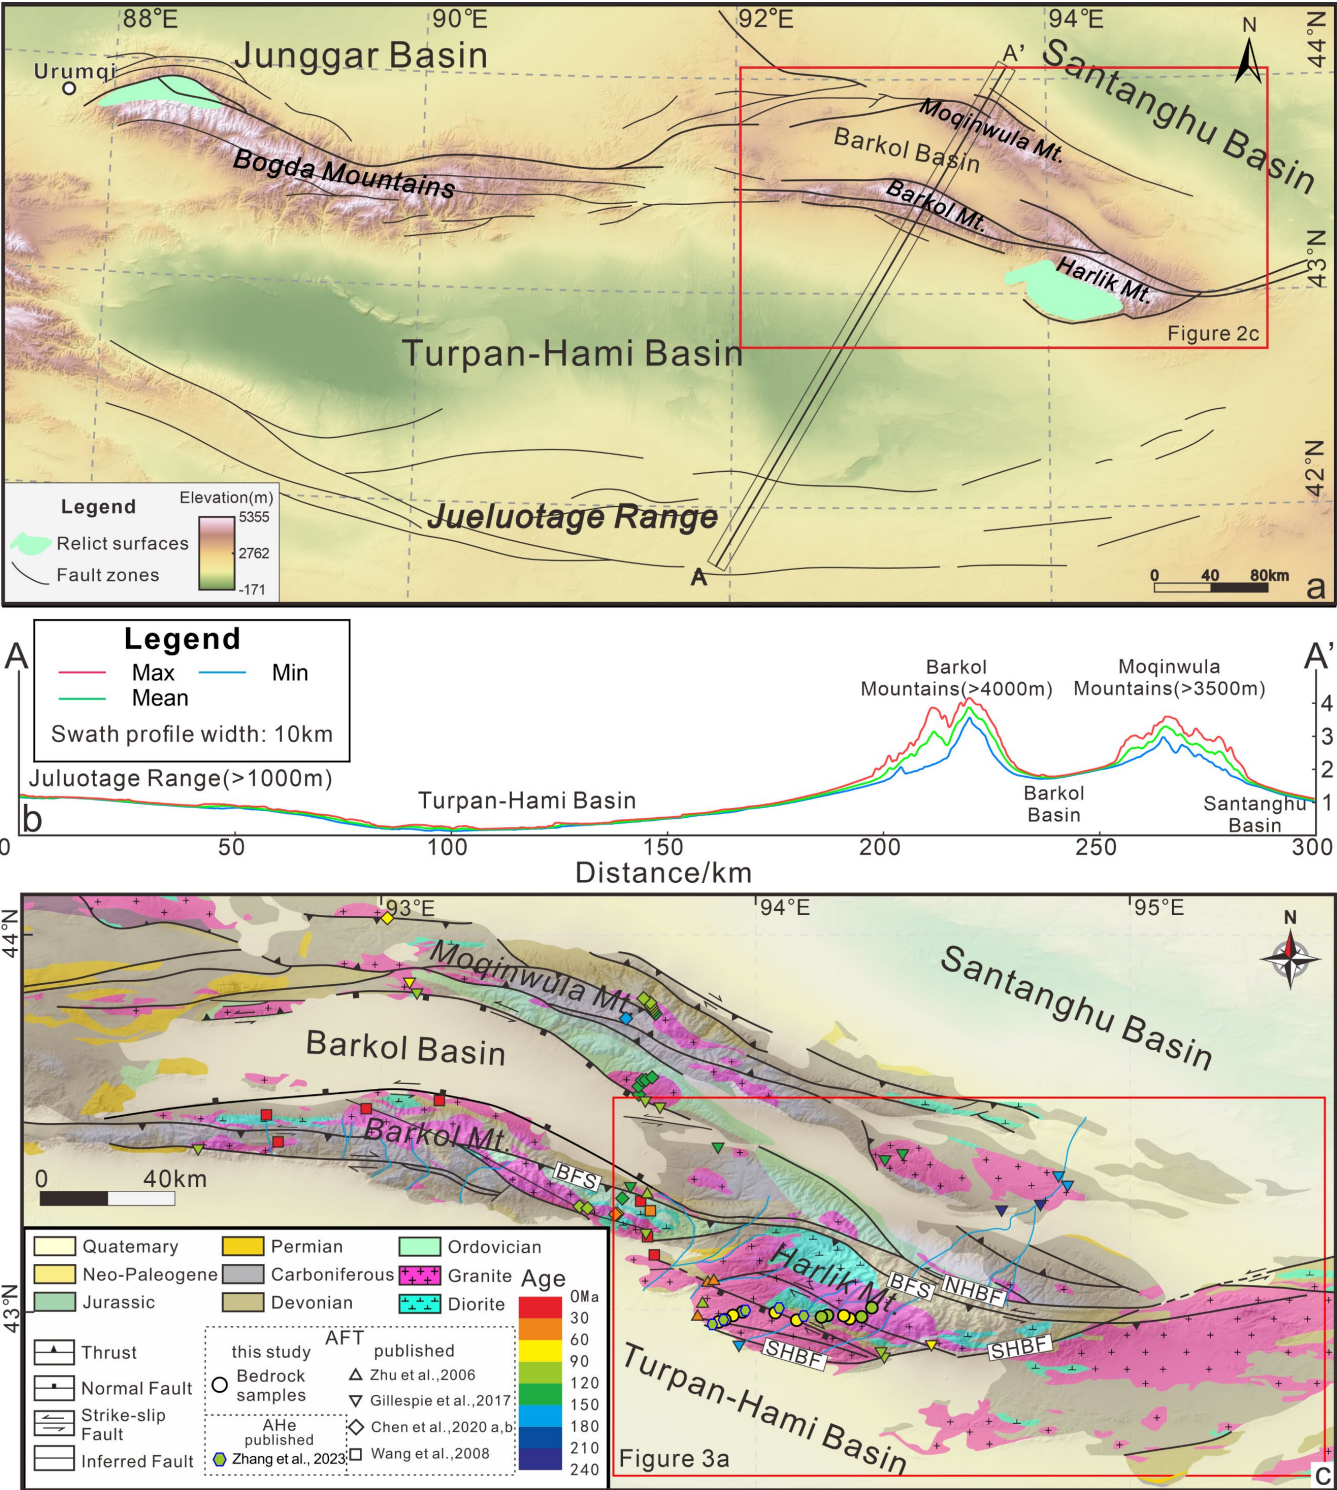 88°E
90°E
92°E
94°E
N
44°N
Junggar Basin
Urumqi
A'
Santanghu Basin
Moqinwula Mt.
Barkol Basin
Bogda Mountains
Barkol Mt.
43°N
Harlik Mt.
Figure 2c
Turpan-Hami Basin
42°N
Legend
Elevation(m)
5355
Relict surfaces
2762
Fault zones
-171
Jueluotage Range
A
0 40 80km
a
A
Legend
Max
Min
Mean
Swath profile width: 10km
Barkol
Mountains(>4000m)
Moqinwula
Mountains(>3500m)
A'
4
3
2
1
Juluotage Range(>1000m)
Turpan-Hami Basin
Barkol
Basin
Santanghu
Basin
b
0 50 100 150 200 250 300
Distance/km
93°E
94°E
95°E
44°N
N
Moqinwula Mt.
Santanghu Basin
Barkol Basin
Barkol Mt.
0 40km
BFS
Harlik Mt.
BFS
NHBF
43°N
SHBF
SHBF
Turpan-Hami Basin
Figure 3a
c
Quatemary
Permian
Ordovician
Neo-Paleogene
Carboniferous
Granite
Jurassic
Devonian
Diorite
Age
0Ma
30
60
90
120
150
180
210
240
Thrust
Normal Fault
Strike-slip
Fault
Inferred Fault
AFT
this study
published
Bedrock
samples
Zhu et al.,2006
Gillespie et al.,2017
Chen et al.,2020 a,b
Wang et al.,2008
AHe
published
Zhang et al., 2023